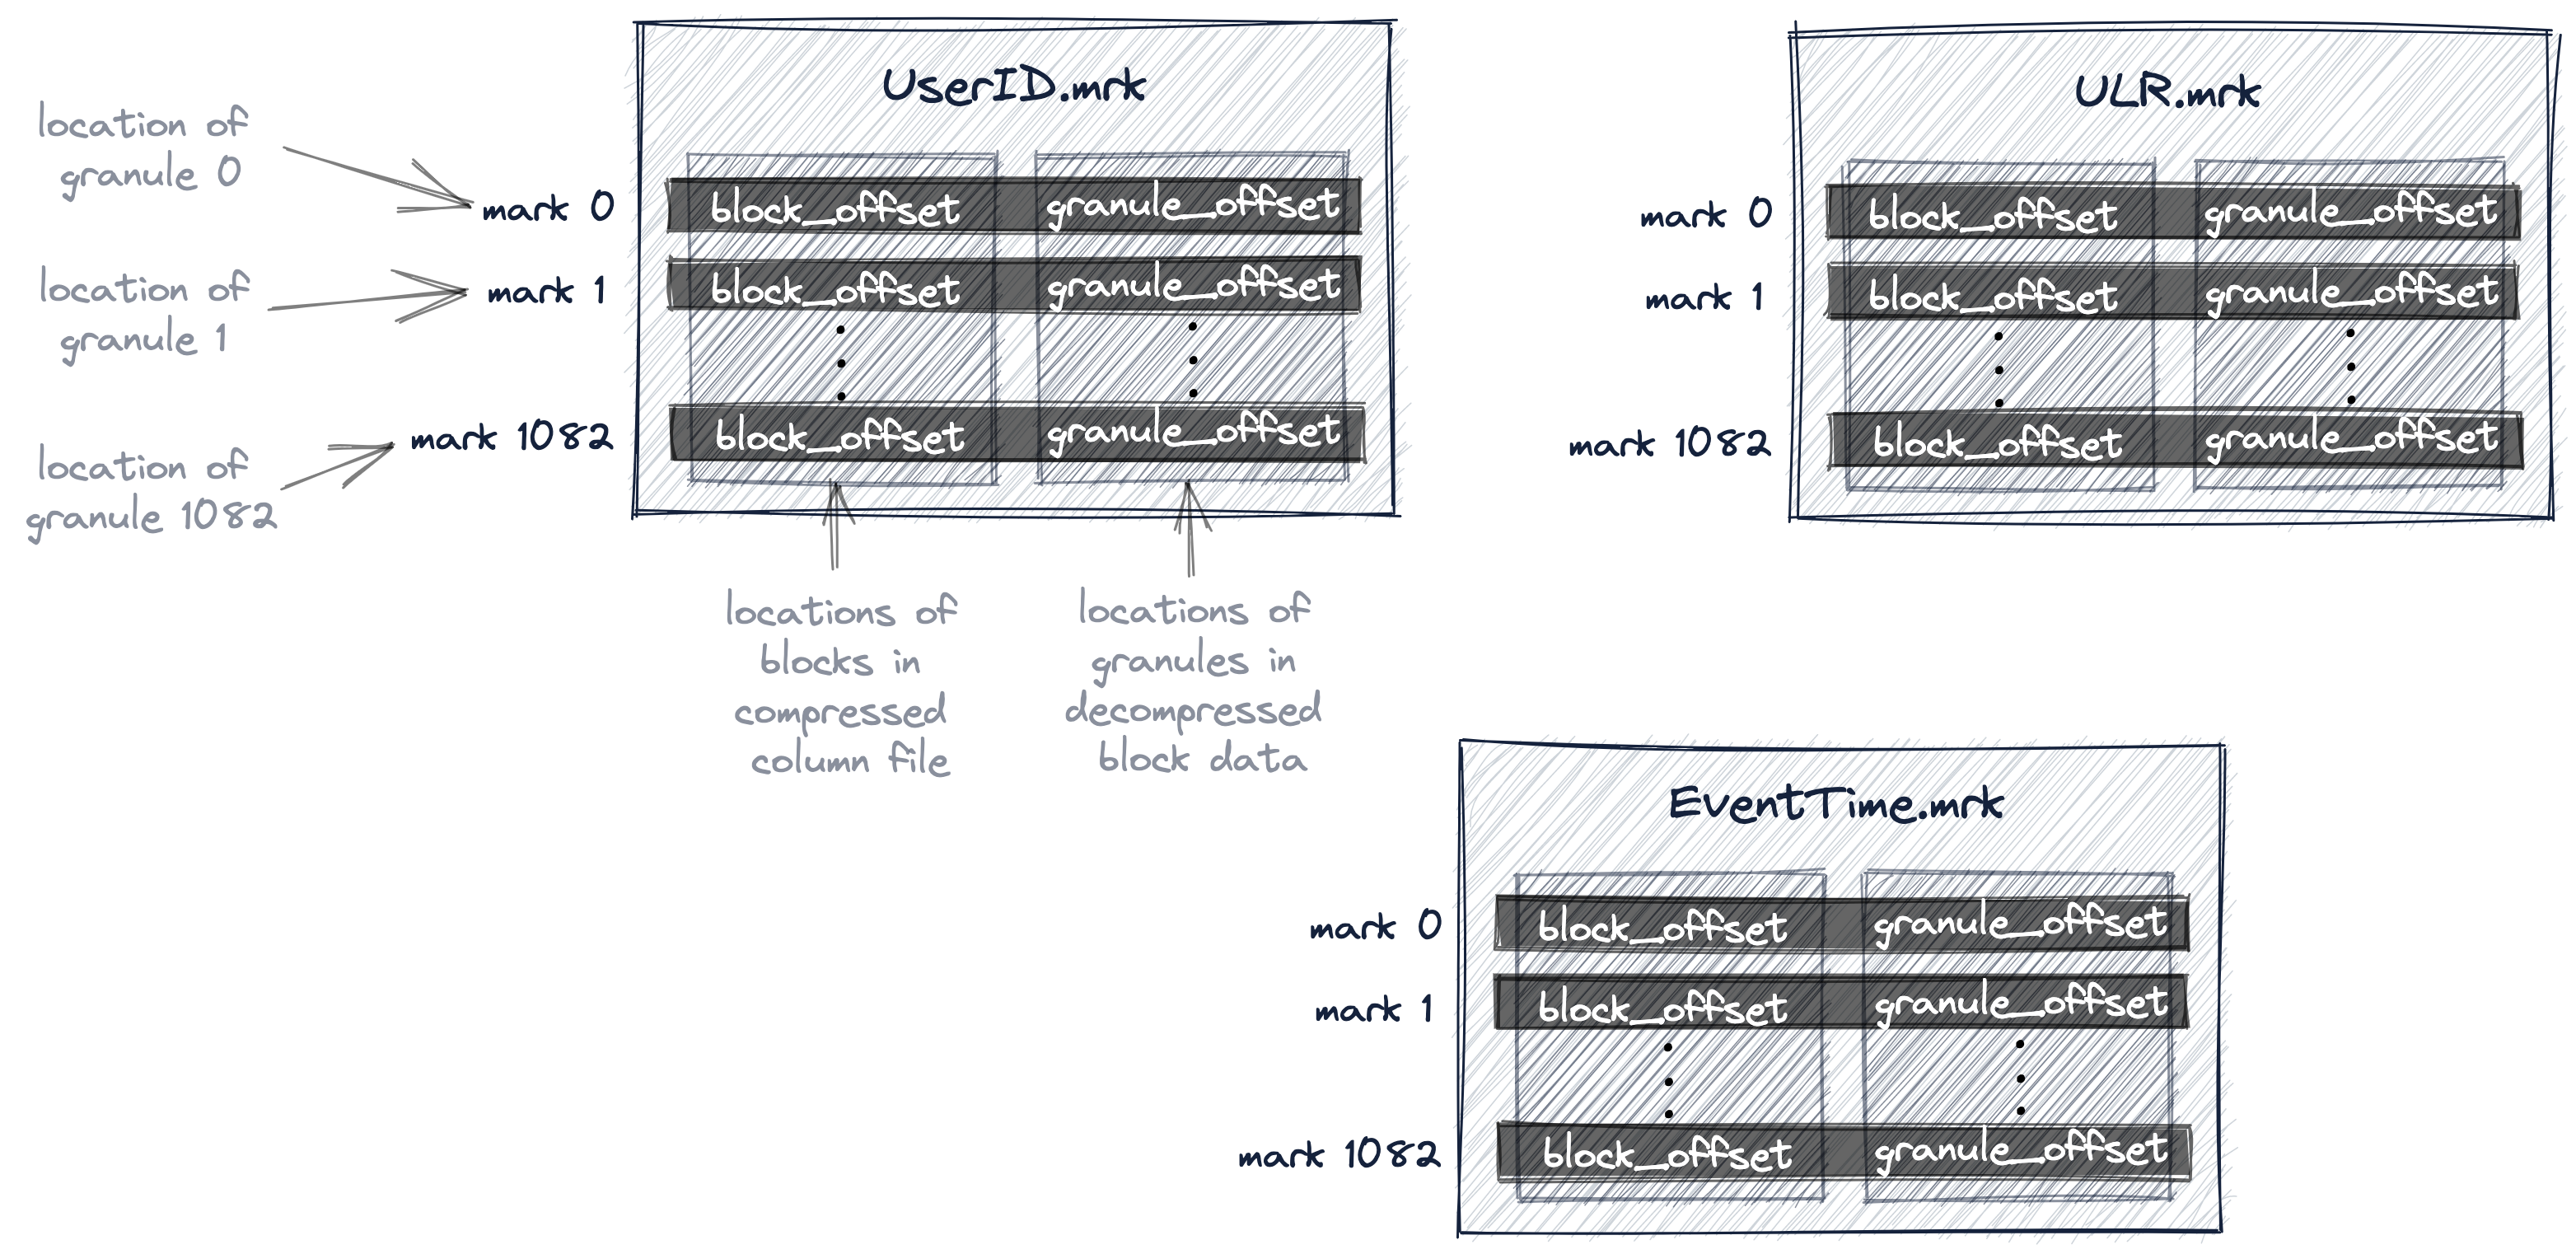 UserID.mrk
location of
granule 0
mark 0
block_offset granule_offset
location of
granule 1
mark 1
block_offset granule_offset
location of
granule 1082
mark 1082
block_offset granule_offset
locations of
blocks in
compressed
column file
locations of
granules in
decompressed
block data
ULR.mrk
mark 0
block_offset granule_offset
mark 1
block_offset granule_offset
mark 1082
block_offset granule_offset
EventTime.mrk
mark 0
block_offset granule_offset
mark 1
block_offset granule_offset
mark 1082
block_offset granule_offset